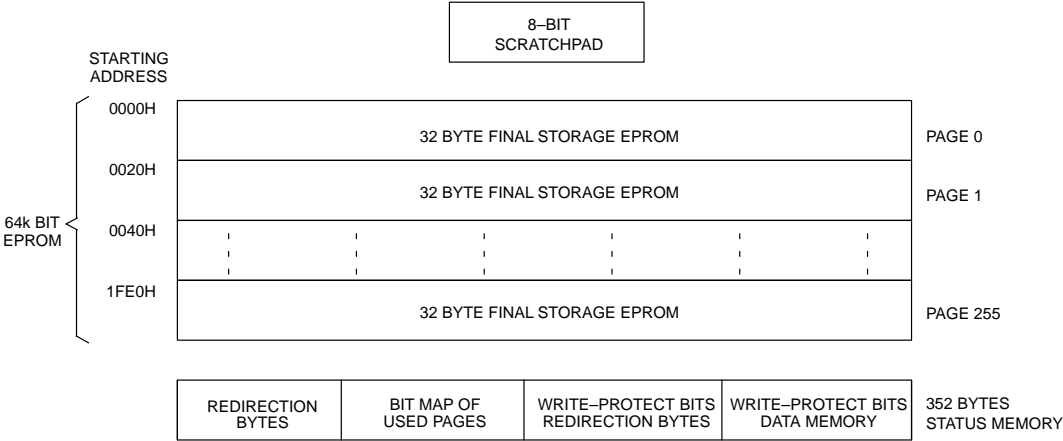 8–BIT
SCRATCHPAD
STARTING
ADDRESS
0000H
32 BYTE FINAL STORAGE EPROM
PAGE 0
0020H
32 BYTE FINAL STORAGE EPROM
PAGE 1
64k BIT
EPROM
0040H
1FE0H
32 BYTE FINAL STORAGE EPROM
PAGE 255
REDIRECTION
BYTES
BIT MAP OF
USED PAGES
WRITE–PROTECT BITS
REDIRECTION BYTES
WRITE–PROTECT BITS
DATA MEMORY
352 BYTES
STATUS MEMORY